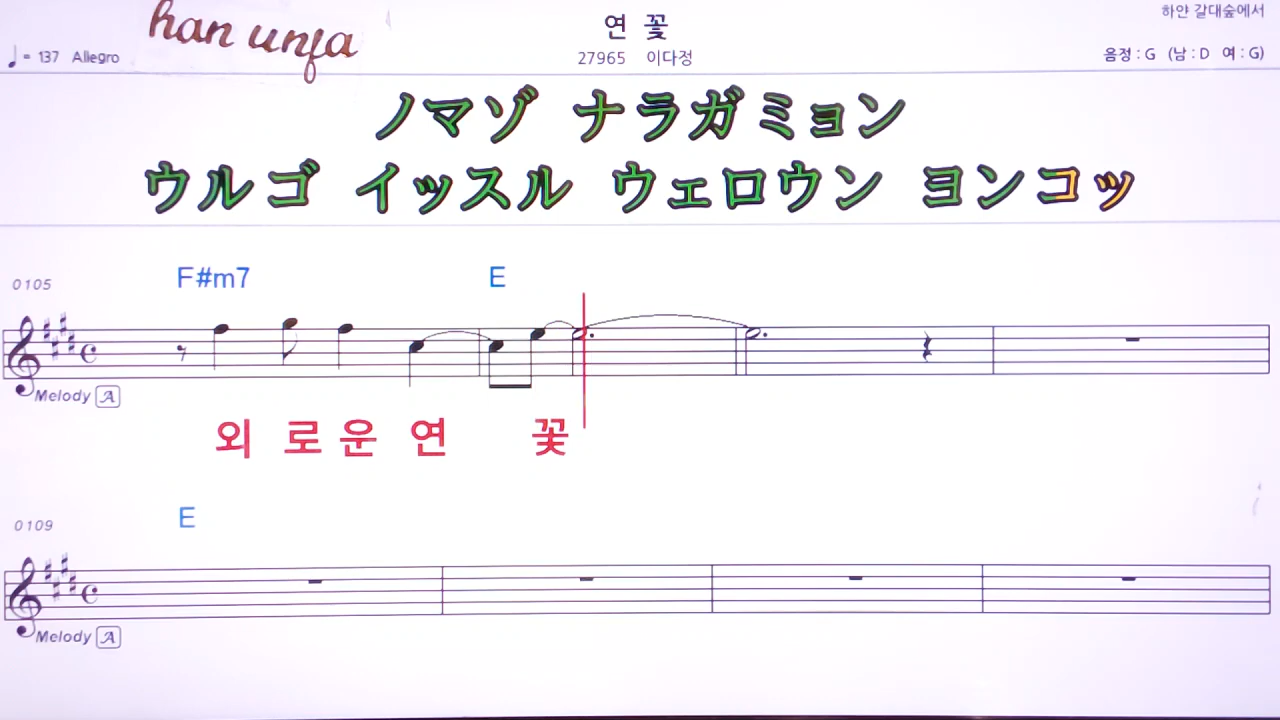 han unja
연 꽃
하얀 갈대숲에서
♩= 137 Allegro
27965 이다정
음정 : G (남 : D 여 : G)
ノマゾ ナラガミョン
ウルゴ イッスル ウェロウン ヨンコッ
0105
F#m7 E
Melody A
외 로 운 연 꽃
0109
E
Melody A